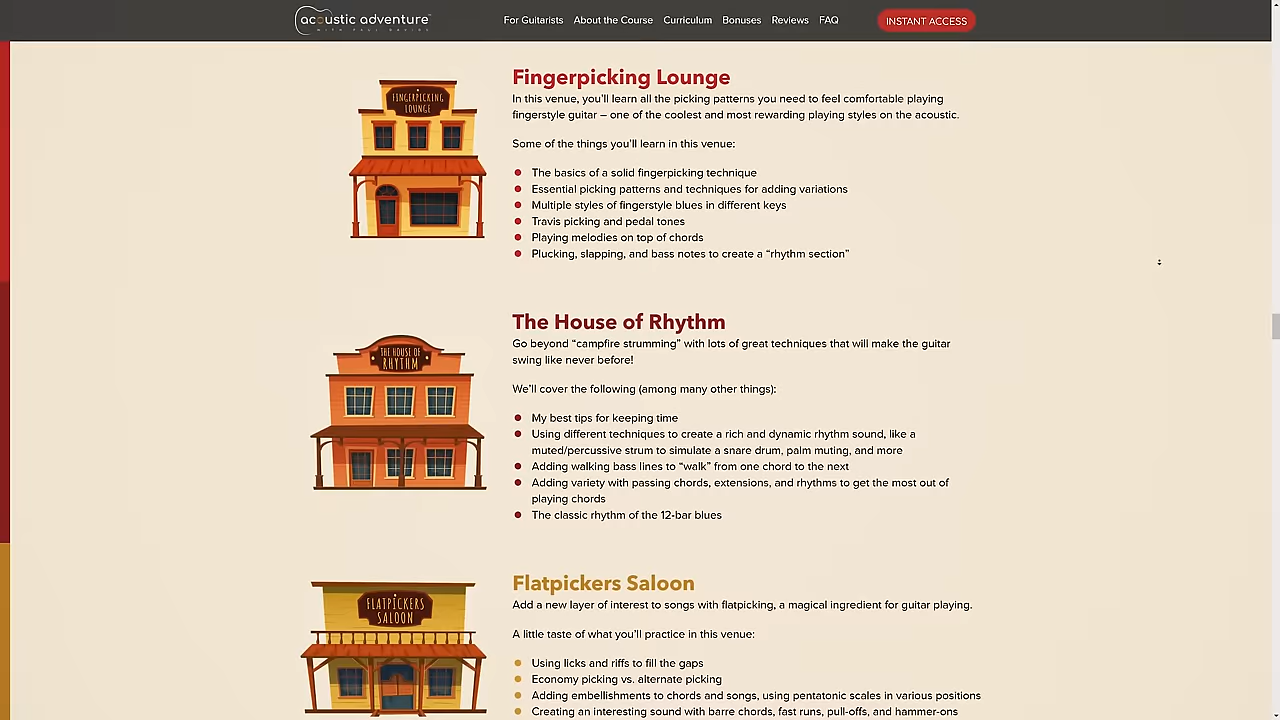 acoustic adventure
For Guitarists About the Course Curriculum Bonuses Reviews FAQ INSTANT ACCESS
FINGERPICKING
LOUNGE
Fingerpicking Lounge
In this venue, you'll learn all the picking patterns you need to feel comfortable playing
fingerstyle guitar – one of the coolest and most rewarding playing styles on the acoustic.
Some of the things you'll learn in this venue:
The basics of a solid fingerpicking technique
Essential picking patterns and techniques for adding variations
Multiple styles of fingerstyle blues in different keys
Travis picking and pedal tones
Playing melodies on top of chords
Plucking, slapping, and bass notes to create a “rhythm section”
THE HOUSE OF
RHYTHM
The House of Rhythm
Go beyond “campfire strumming” with lots of great techniques that will make the guitar
swing like never before!
We'll cover the following (among many other things):
My best tips for keeping time
Using different techniques to create a rich and dynamic rhythm sound, like a
muted/percussive strum to simulate a snare drum, palm muting, and more
Adding walking bass lines to “walk” from one chord to the next
Adding variety with passing chords, extensions, and rhythms to get the most out of
playing chords
The classic rhythm of the 12-bar blues
FLATPICKERS
SALOON
Flatpickers Saloon
Add a new layer of interest to songs with flatpicking, a magical ingredient for guitar playing.
A little taste of what you'll practice in this venue:
Using licks and riffs to fill the gaps
Economy picking vs. alternate picking
Adding embellishments to chords and songs, using pentatonic scales in various positions
Creating an interesting sound with barre chords, fast runs, pull-offs, and hammer-ons